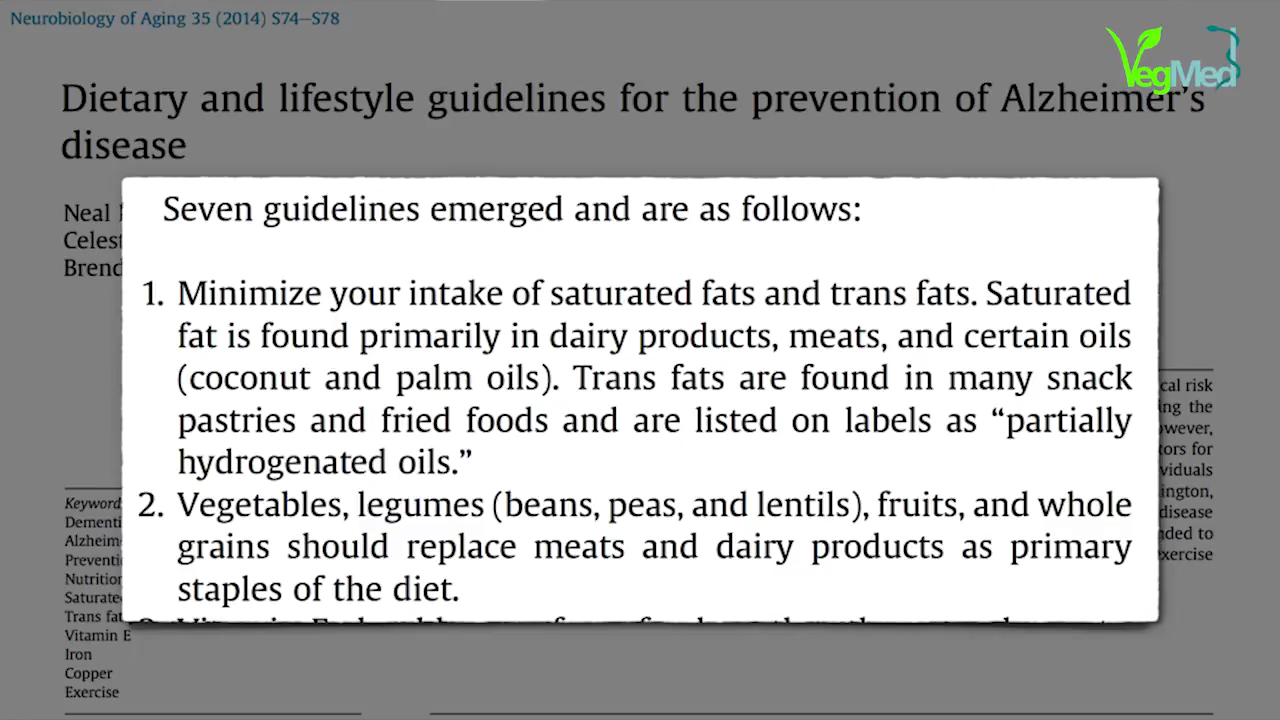 Neurobiology of Aging 35 (2014) S74–S78
VegMed
Dietary and lifestyle guidelines for the prevention of Alzheimer's
disease
Neal
Celest
Brend
Seven guidelines emerged and are as follows:
1. Minimize your intake of saturated fats and trans fats. Saturated
fat is found primarily in dairy products, meats, and certain oils
(coconut and palm oils). Trans fats are found in many snack
pastries and fried foods and are listed on labels as “partially
hydrogenated oils.”
2. Vegetables, legumes (beans, peas, and lentils), fruits, and whole
grains should replace meats and dairy products as primary
staples of the diet.
Keyword
Dementi
Alzheim
Preventi
Nutrition
Saturate
Trans fat
Vitamin E
Iron
Copper
Exercise
cal risk
ing the
owever,
tors for
viduals
ington,
disease
nded to
exercise